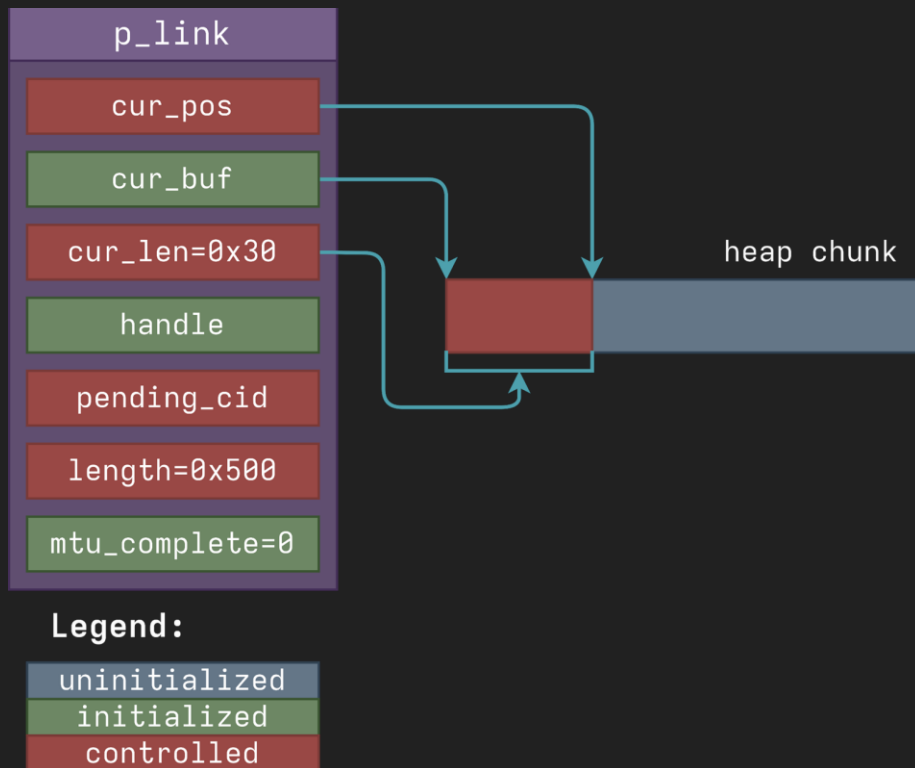 p_link
cur_pos
cur_buf
cur_len=0x30
heap chunk
handle
pending_cid
length=0x500
mtu_complete=0
Legend:
uninitialized
initialized
controlled